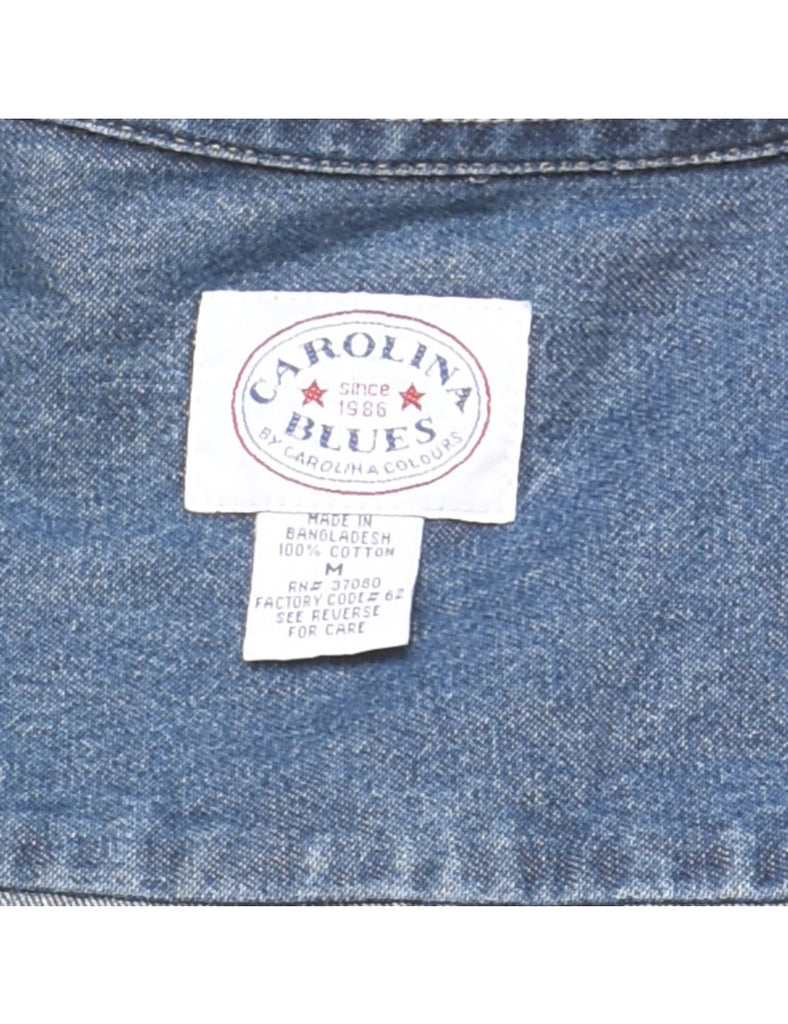 CAROLINA
since
1986
BLUES
BY CAROLINA COLOURS
MADE IN
BANGLADESH
100% COTTON
M
RN# 37080
FACTORY CODE# 62
SEE REVERSE
FOR CARE